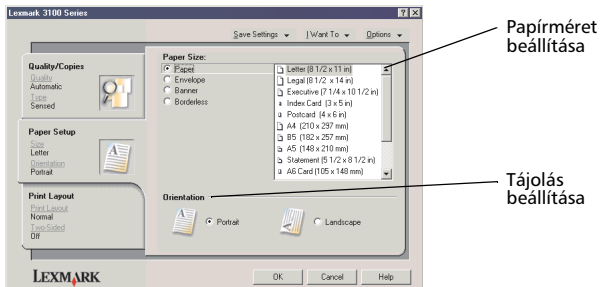 Lexmark 3100 Series
Save Settings
I Want To
Options
Papírméret
beállítása
Quality/Copies
Quality
Automatic
Type
Sensed
Paper Setup
Size
Letter
Orientation
Portrait
Print Layout
Print Layout
Normal
Two-Sided
Off
Paper Size:
Paper
Envelope
Banner
Borderless
Letter (8 1/2 x 11 in)
Legal (8 1/2 x 14 in)
Executive (7 1/4 x 10 1/2 in)
Index Card (3 x 5 in)
Postcard (4 x 6 in)
A4 (210 x 297 mm)
B5 (182 x 257 mm)
A5 (148 x 210 mm)
Statement (5 1/2 x 8 1/2 in)
A6 Card (105 x 148 mm)
Orientation
Portrait
Landscape
Tájolás
beállítása
LEXMARK
OK
Cancel
Help